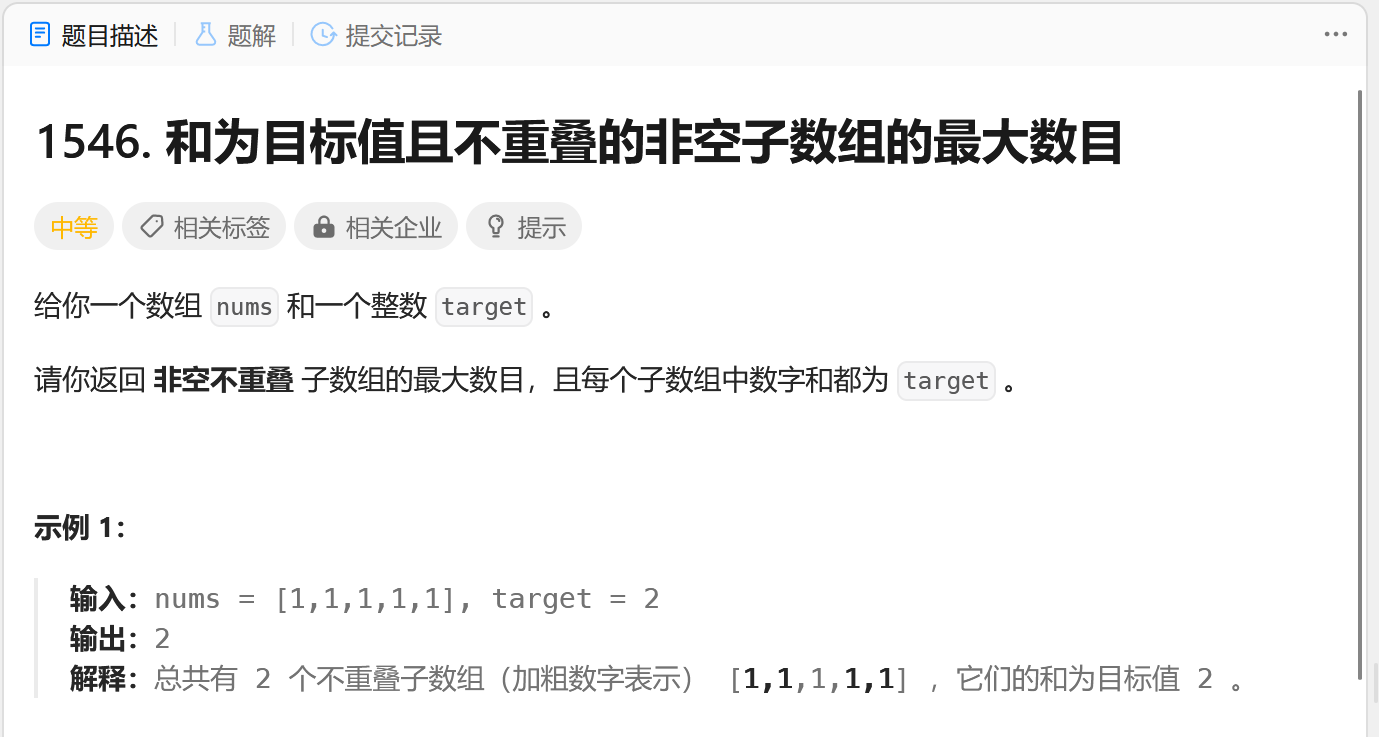 题目描述 题解 提交记录
1546. 和为目标值且不重叠的非空子数组的最大数目
中等 相关标签 相关企业 提示
给你一个数组 nums 和一个整数 target 。
请你返回 非空不重叠 子数组的最大数目，且每个子数组中数字和都为 target 。
示例 1：
输入：nums = [1,1,1,1,1], target = 2
输出：2
解释：总共有 2 个不重叠子数组（加粗数字表示） [1,1,1,1,1] ，它们的和为目标值 2 。